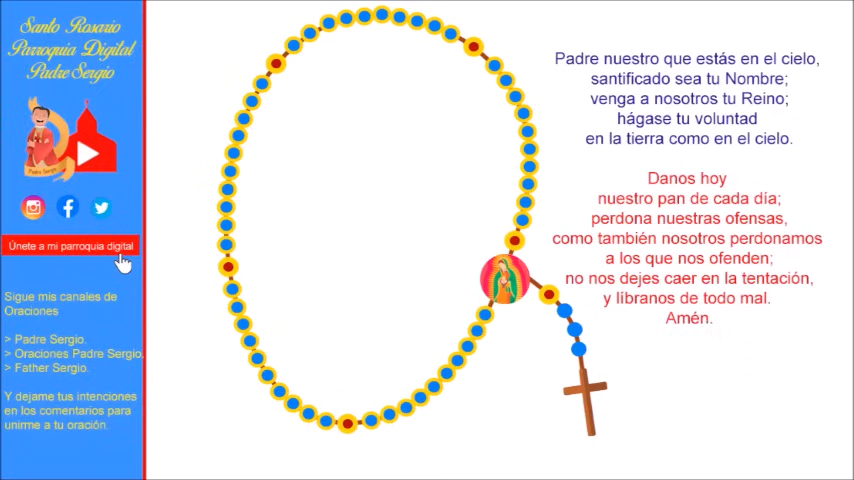 Santo Rosario
Parroquia Digital
Padre Sergio
Padre Sergio
Únete a mi parroquia digital
Sigue mis canales de
Oraciones
> Padre Sergio.
> Oraciones Padre Sergio.
> Father Sergio.
Y dejame tus intenciones
en los comentarios para
unirme a tu oración.
Padre nuestro que estás en el cielo,
santificado sea tu Nombre;
venga a nosotros tu Reino;
hágase tu voluntad
en la tierra como en el cielo.
Danos hoy
nuestro pan de cada día;
perdona nuestras ofensas,
como también nosotros perdonamos
a los que nos ofenden;
no nos dejes caer en la tentación,
y líbranos de todo mal.
Amén.